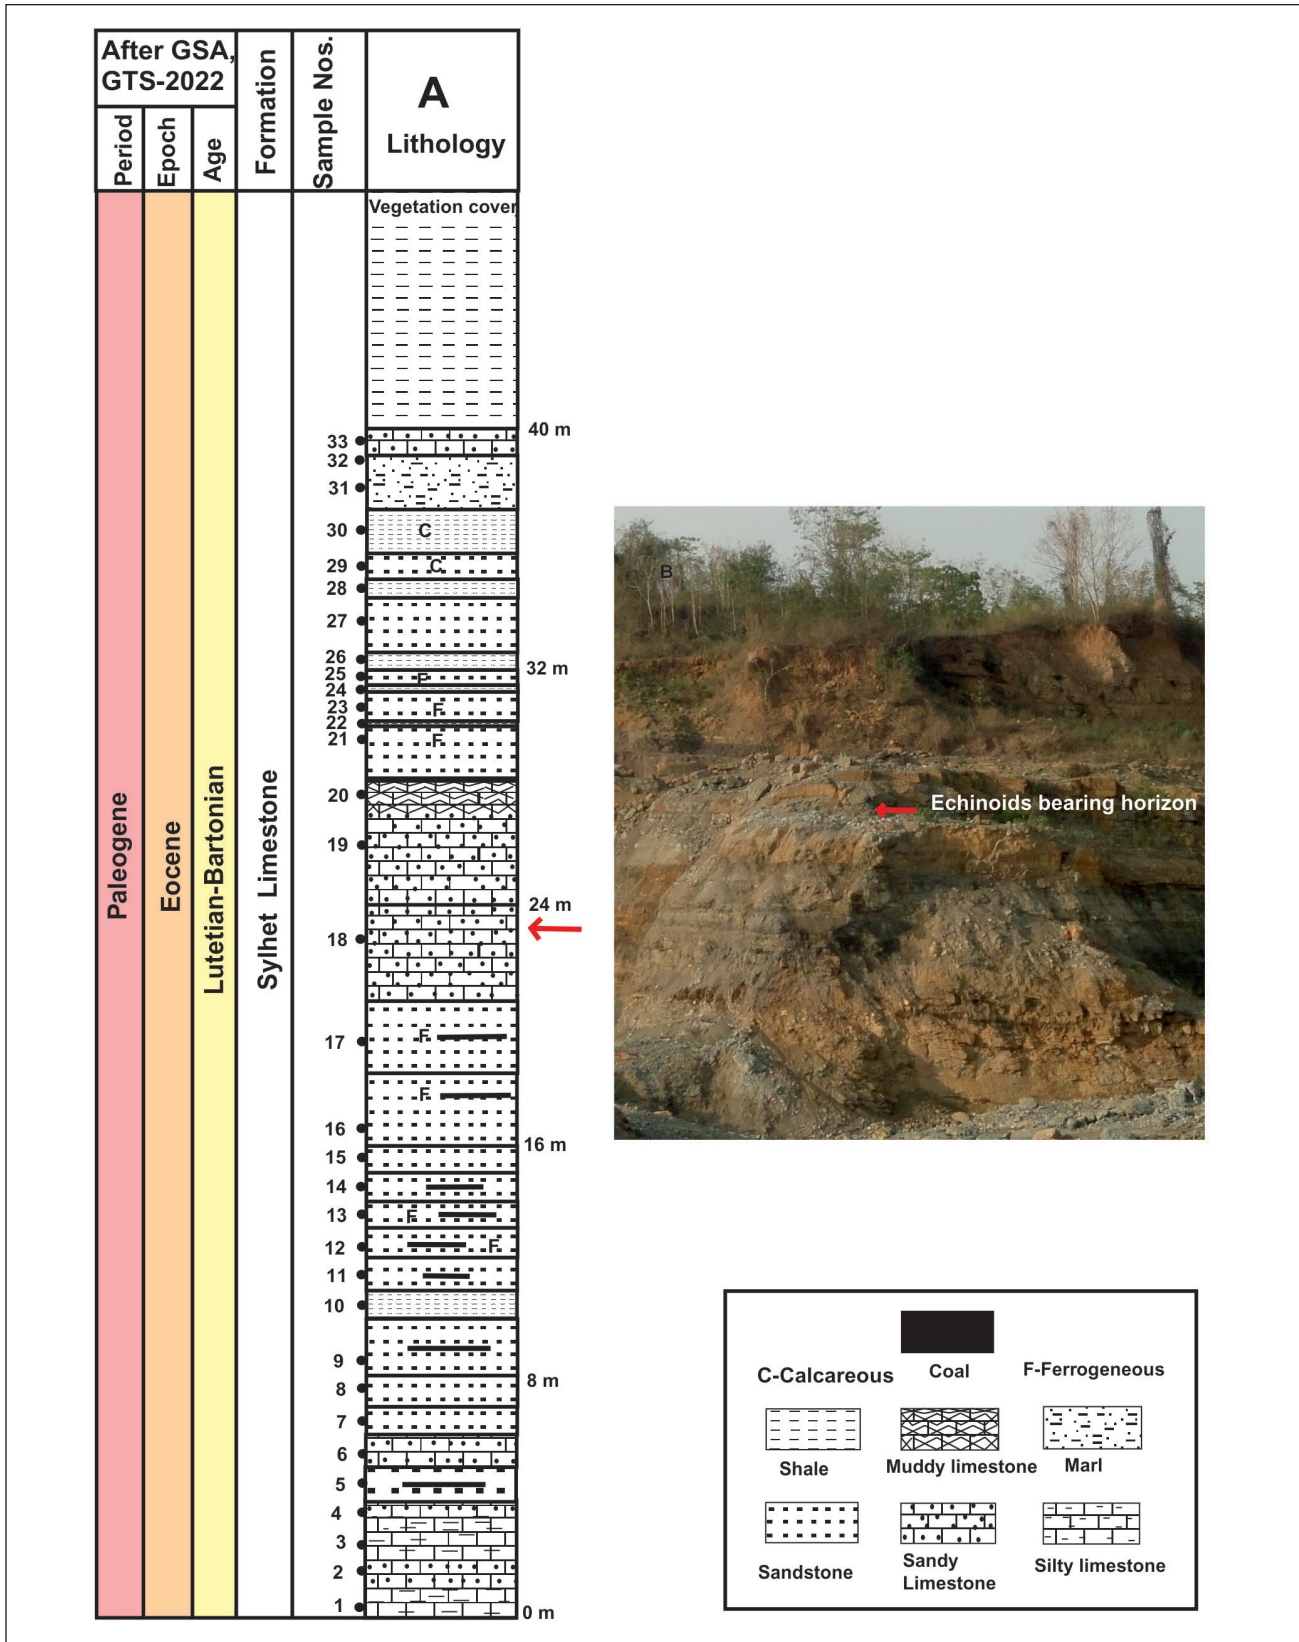 After GSA,
GTS-2022
Period
Epoch
Age
Formation
Sample Nos.
A
Lithology
Vegetation cover
40 m
33
32
31
30
C
29
C
28
27
26
32 m
25
F
24
23
F
22
21
F
20
19
24 m
18
17
F
F
16
16 m
15
14
13
F
12
F
11
10
9
8 m
8
7
6
5
4
3
2
1
0 m
Paleogene
Eocene
Lutetian-Bartonian
Sylhet Limestone
B
Echinoids bearing horizon
C-Calcareous
Coal
F-Ferrogeneous
Shale
Muddy limestone
Marl
Sandstone
Sandy
Limestone
Silty limestone